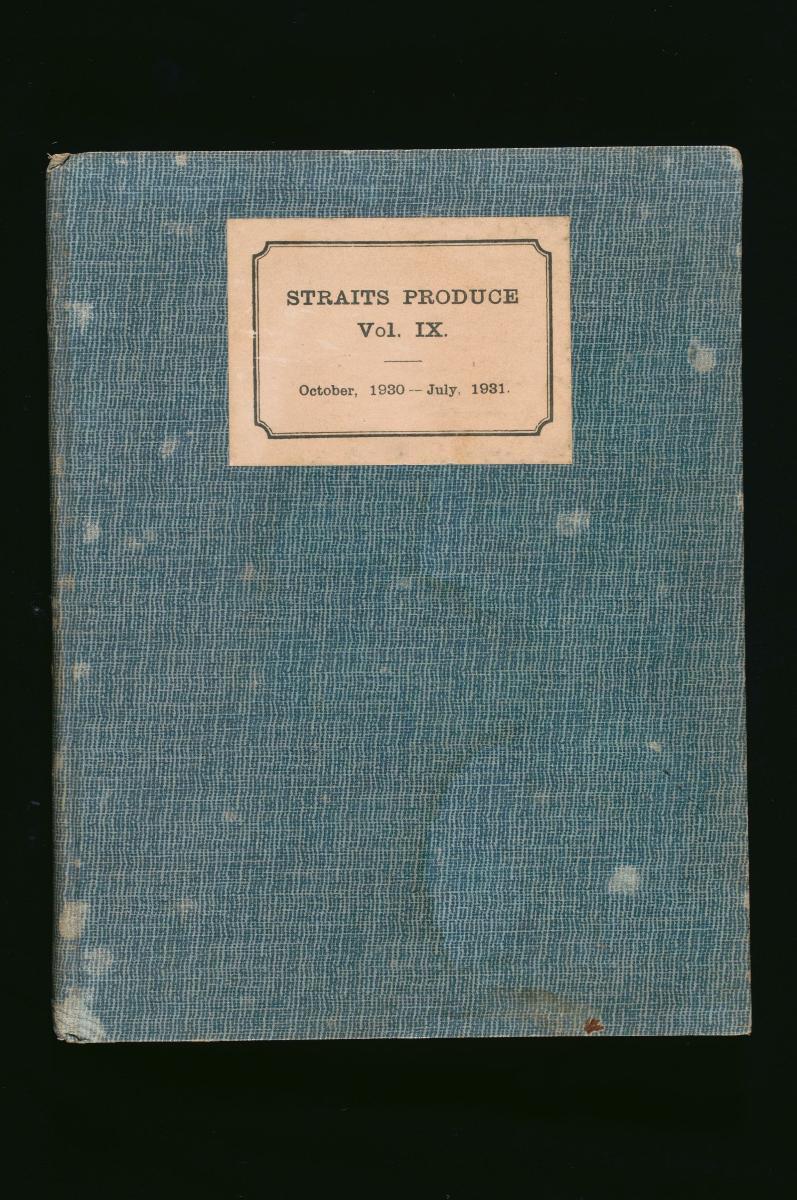 STRAITS PRODUCE
Vol. IX.
October, 1930 — July, 1931.